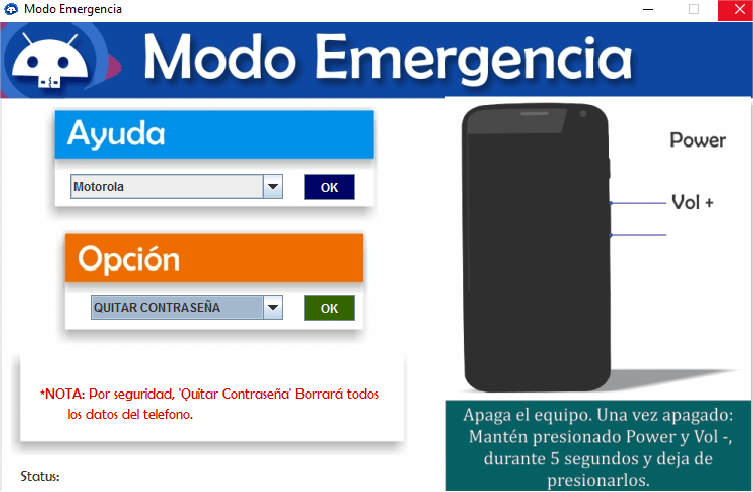 Modo Emergencia
Modo Emergencia
Ayuda
Motorola
OK
Opción
QUITAR CONTRASEÑA
OK
*NOTA: Por seguridad, 'Quitar Contraseña' Borrará todos
los datos del telefono.
Status:
Power
Vol +
Apaga el equipo. Una vez apagado:
Mantén presionado Power y Vol -,
durante 5 segundos y deja de
presionarlos.